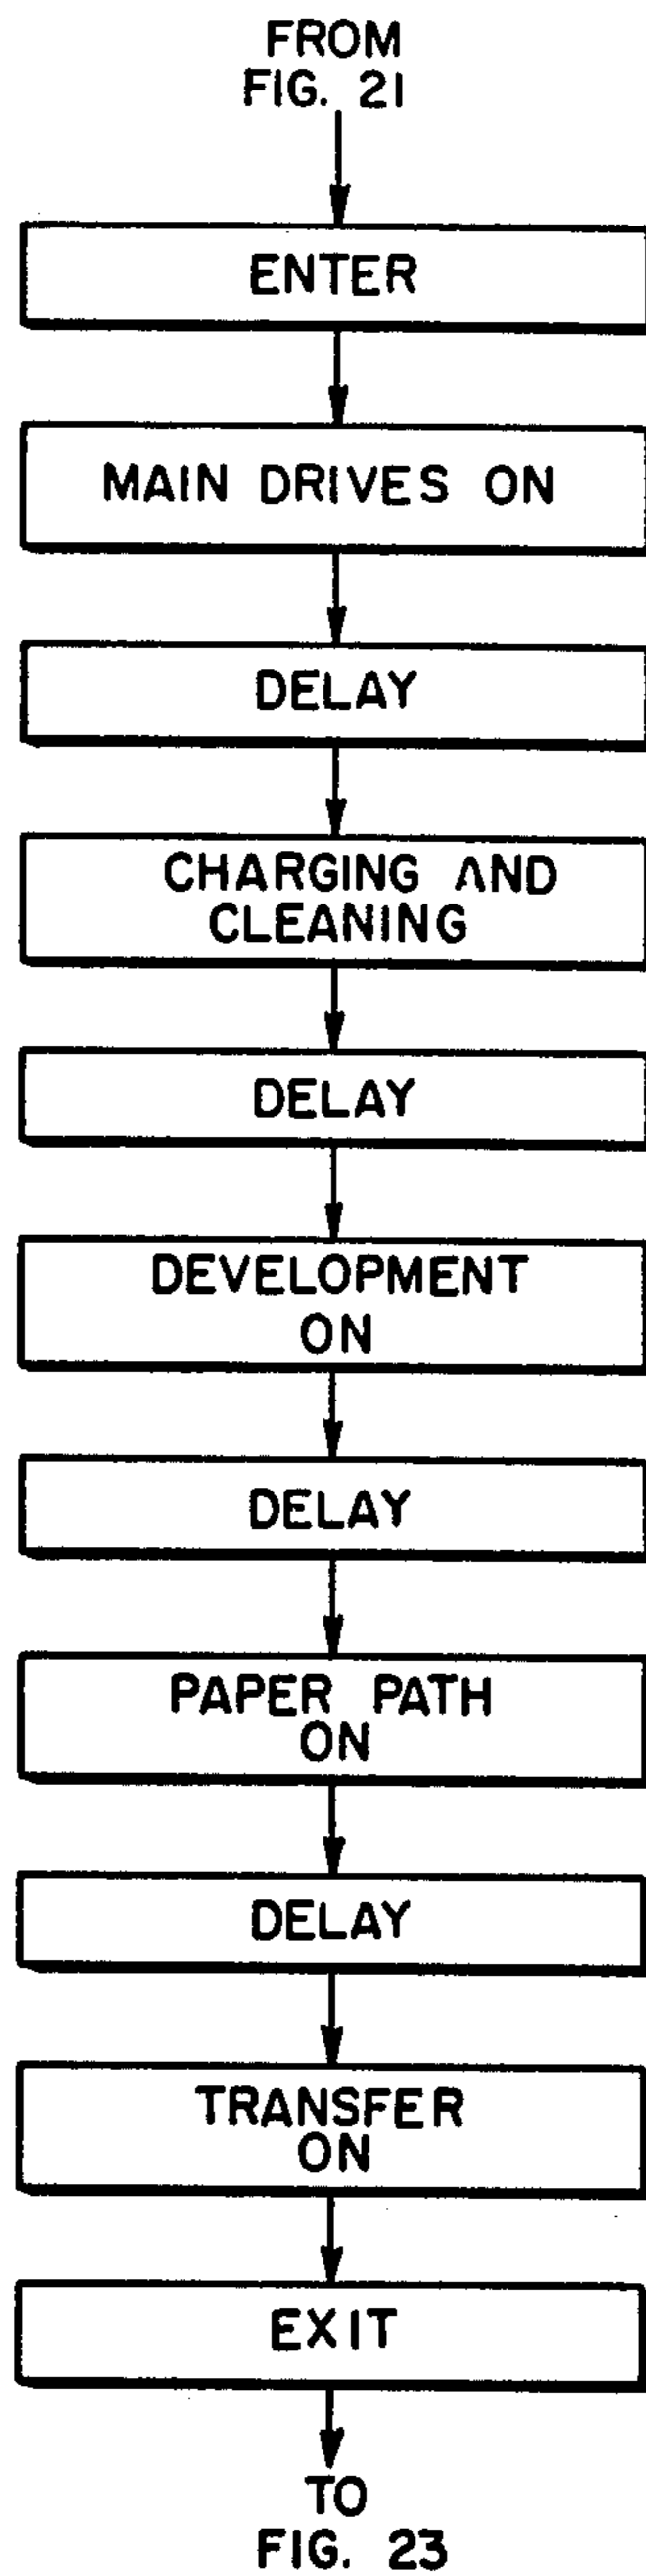 FROM
FIG. 21
ENTER
MAIN DRIVES ON
DELAY
CHARGING AND
CLEANING
DELAY
DEVELOPMENT
ON
DELAY
PAPER PATH
ON
DELAY
TRANSFER
ON
EXIT
TO
FIG. 23